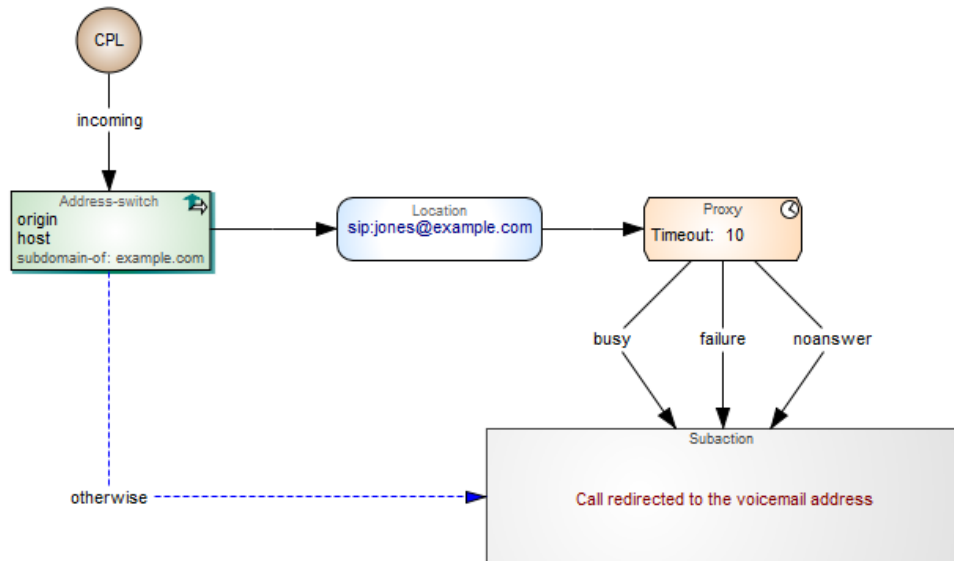 CPL
incoming
Address-switch
origin
host
subdomain-of: example.com
Location
sip:jones@example.com
Proxy
Timeout: 10
busy
failure
noanswer
Subaction
Call redirected to the voicemail address
otherwise